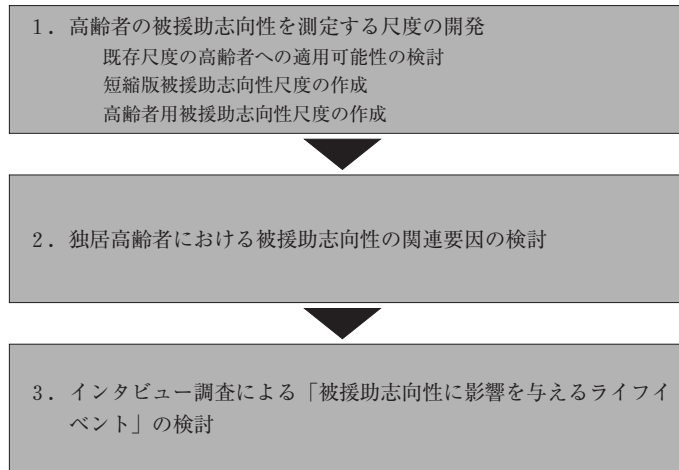 1．高齢者の被援助志向性を測定する尺度の開発
既存尺度の高齢者への適用可能性の検討
短縮版被援助志向性尺度の作成
高齢者用被援助志向性尺度の作成
2．独居高齢者における被援助志向性の関連要因の検討
3．インタビュー調査による「被援助志向性に影響を与えるライフイ
ベント」の検討